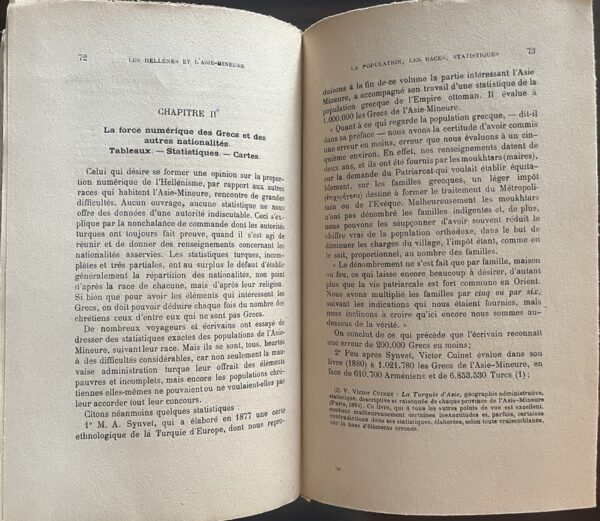 72
LES HELLÈNES ET L'ASIE-MINEURE
CHAPITRE II
La force numérique des Grecs et des
autres nationalités.
Tableaux. — Statistiques. — Cartes.
Celui qui désire se former une opinion sur la propor-
tion numérique de l'Hellénisme, par rapport aux autres
races qui habitent l'Asie-Mineure, rencontre de grandes
difficultés. Aucun ouvrage, aucune statistique ne nous
offre des données d'une autorité indiscutable. Ceci s'ex-
plique par la nonchalance de commande dont les autorités
turques ont toujours fait preuve, quand il s'est agi de
réunir et de donner des renseignements concernant les
nationalités asservies. Les statistiques turques, incom-
plètes et très partiales, ont au surplus le défaut d'établir
généralement la répartition des nationalités, non point
d'après la race de chacune, mais d'après leur religion.
Si bien que pour avoir les éléments qui intéressent les
Grecs, on doit pouvoir déduire chaque fois du nombre des
chrétiens ceux d'entre eux qui ne sont pas Grecs.
De nombreux voyageurs et écrivains ont essayé de
dresser des statistiques exactes des populations de l'Asie-
Mineure, suivant leur race. Mais ils se sont, tous, heurtés
à des difficultés considérables, car non seulement la mau-
vaise administration turque leur offrait des éléments
pauvres et incomplets, mais encore les populations chré-
tiennes elles-mêmes ne pouvaient ou ne voulaient-elles pas
leur accorder tout leur concours.
Citons néanmoins quelques statistiques
1° M. A. Synvet, qui a élaboré en 1877 une carte
ethnologique de la Turquie d'Europe, dont nous repro-
LA POPULATION, LES RACES, STATISTIQUES
73
duisons à la fin de ce volume la partie intéressant l'Asie
Mineure, a accompagné son travail d'une statistique de la
population grecque de l'Empire ottoman. Il évalue à
1.000.000 les Grecs de l'Asie-Mineure.
« Quant à ce qui regarde la population grecque, — dit-il
dans sa préface — nous avons la certitude d'avoir commis
une erreur en moins, erreur que nous évaluons à un cin-
quième environ. En effet, nos renseignements datent de
deux ans, et ils ont été fournis par les moukhtars (maires),
sur la demande du Patriarcat qui voulait établir équita-
blement, sur les familles grecques, un léger impôt
destiné à former le traitement du Métropoli-
tain ou de l'Evêque. Malheureusement les moukhtars
n'ont pas dénombré les familles indigentes et, de plus,
nous pouvons les soupçonner d'avoir souvent réduit le
chiffre vrai de la population orthodoxe, dans le but de
diminuer les charges du village, l'impôt étant, comme on
le sait, proportionnel, au nombre des familles.
« Le dénombrement ne s'est fait que par famille, maison
ou feu, ce qui laisse encore beaucoup à désirer, d'autant
plus que la vie patriarcale est fort commune en Orient.
Nous avons multiplié les familles par cinq ou par six,
suivant les indications qui nous étaient fournies, mais
nous inclinons à croire qu'ici encore nous sommes au-
dessous de la vérité. »
On conclut de ce qui précède que l'écrivain reconnaît
une erreur de 200.000 Grecs en moins;
2° Peu après Synvet, Victor Cuinet évalue dans son
livre (1880) à 1.021.780 les Grecs de l'Asie-Mineure, en
face de 610.700 Arméniens et de 6.853.530 Turcs (1) :
V. Victor CUINET : La Turquie d'Asie, géographie administrative,
statistique, descriptive et raisonnée de chaque province de l'Asie-Mineure
(Paris, 1891). Ce livre, qui à tous les autres points de vue est excellent,
contient malheureusement certaines inexactitudes et, parfois, certaines
contradictions dans ses statistiques, élaborées, selon toute vraisemblance,
sur la base d'éléments erronés.